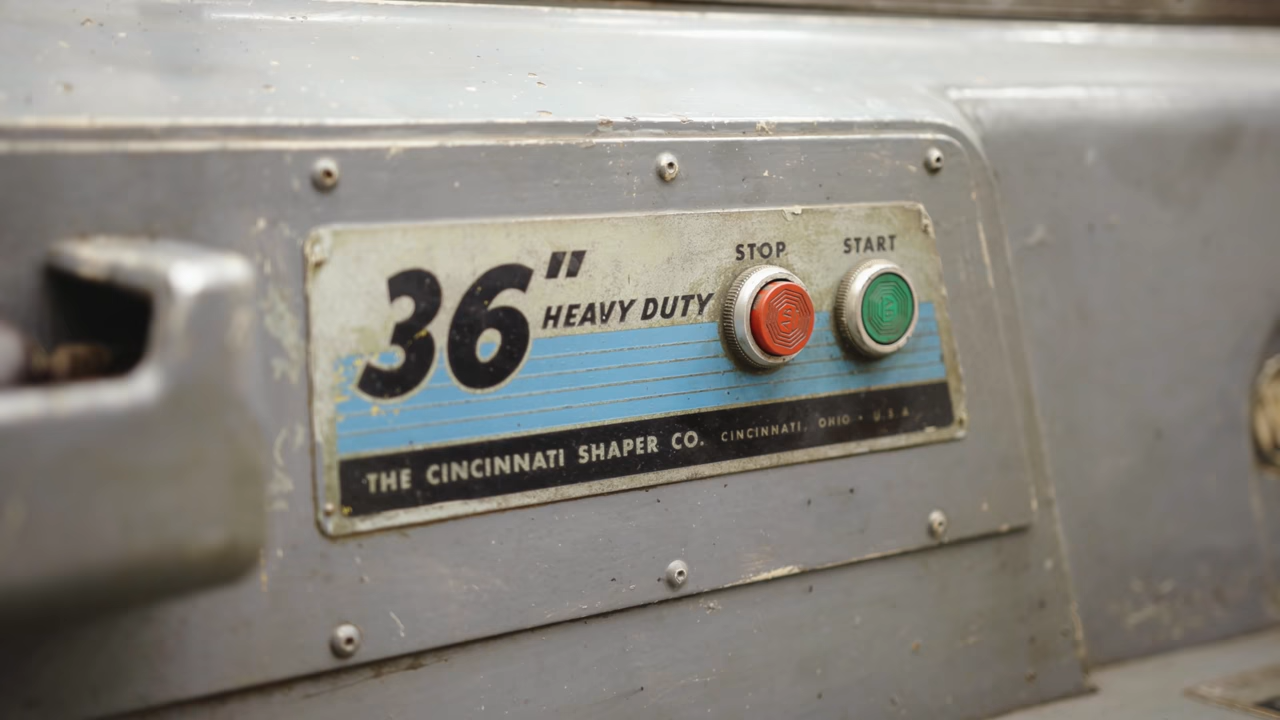 STOP START
36" HEAVY DUTY
THE CINCINNATI SHAPER CO. CINCINNATI, OHIO • U.S.A